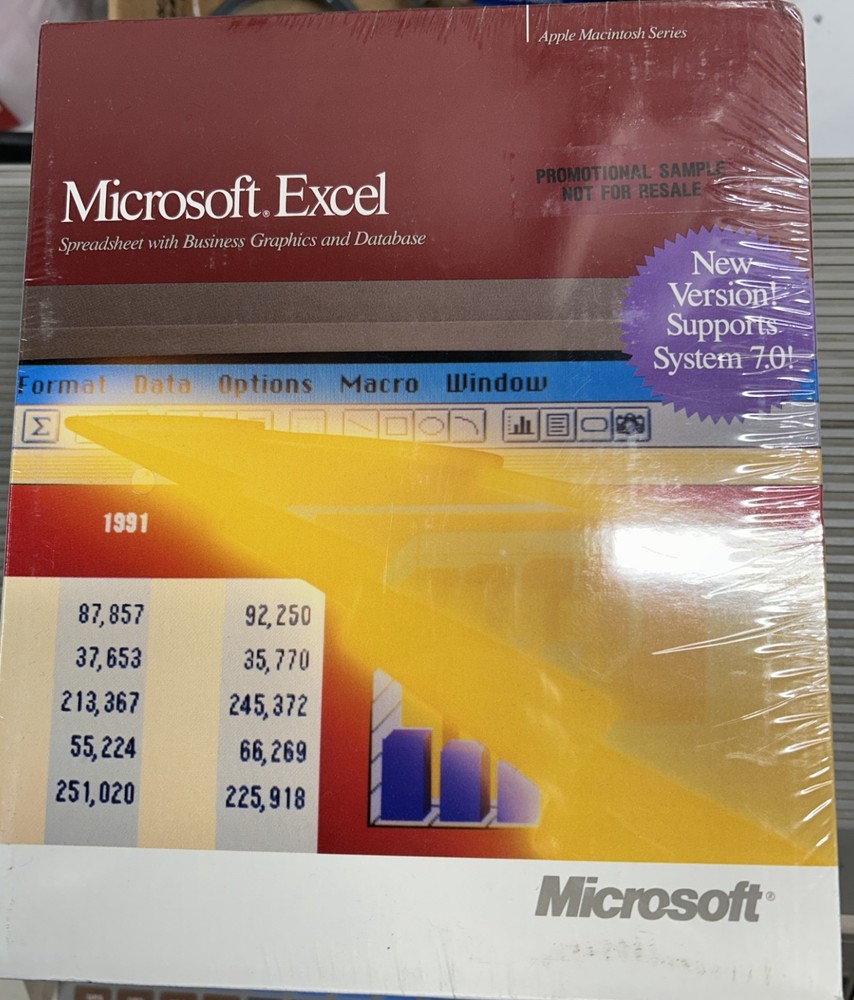 Apple Macintosh Series
PROMOTIONAL SAMPLE
NOT FOR RESALE
Microsoft® Excel
Spreadsheet with Business Graphics and Database
New
Version!
Supports
System 7.0!
Format Data Options Macro Window
Σ
1991
87,857 92,250
37,653 35,770
213,367 245,372
55,224 66,269
251,020 225,918
Microsoft®